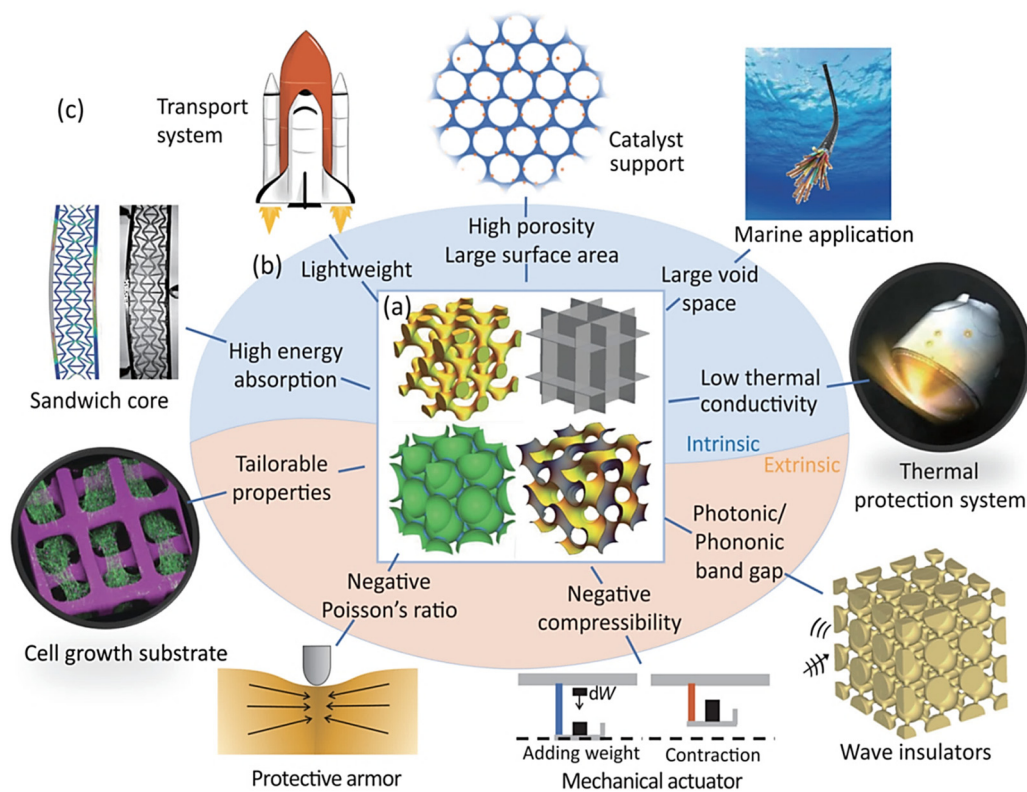 (c)
Transport
system
Catalyst
support
Marine application
(b)
Lightweight
High porosity
Large surface area
Large void
space
(a)
High energy
absorption
Sandwich core
Low thermal
conductivity
Intrinsic
Extrinsic
Thermal
protection system
Tailorable
properties
Cell growth substrate
Photonic/
Phononic
band gap
Negative
Poisson's ratio
Negative
compressibility
Protective armor
dW
Adding weight
Contraction
Mechanical actuator
Wave insulators